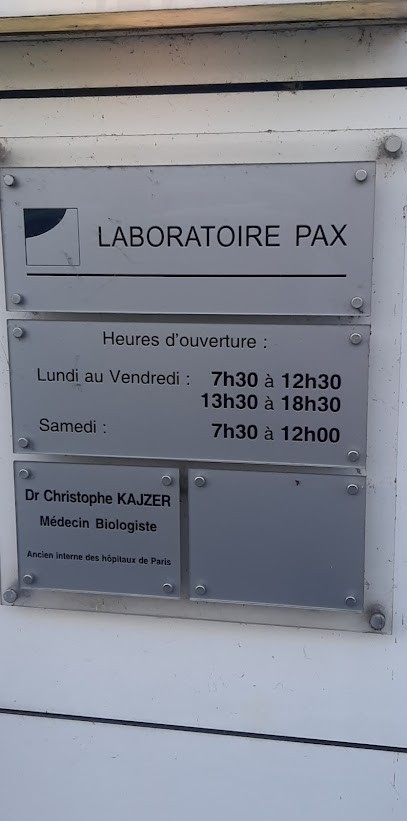 LABORATOIRE PAX
Heures d'ouverture :
Lundi au Vendredi : 7h30 à 12h30
13h30 à 18h30
Samedi : 7h30 à 12h00
Dr Christophe KAJZER
Médecin Biologiste
Ancien interne des hôpitaux de Paris